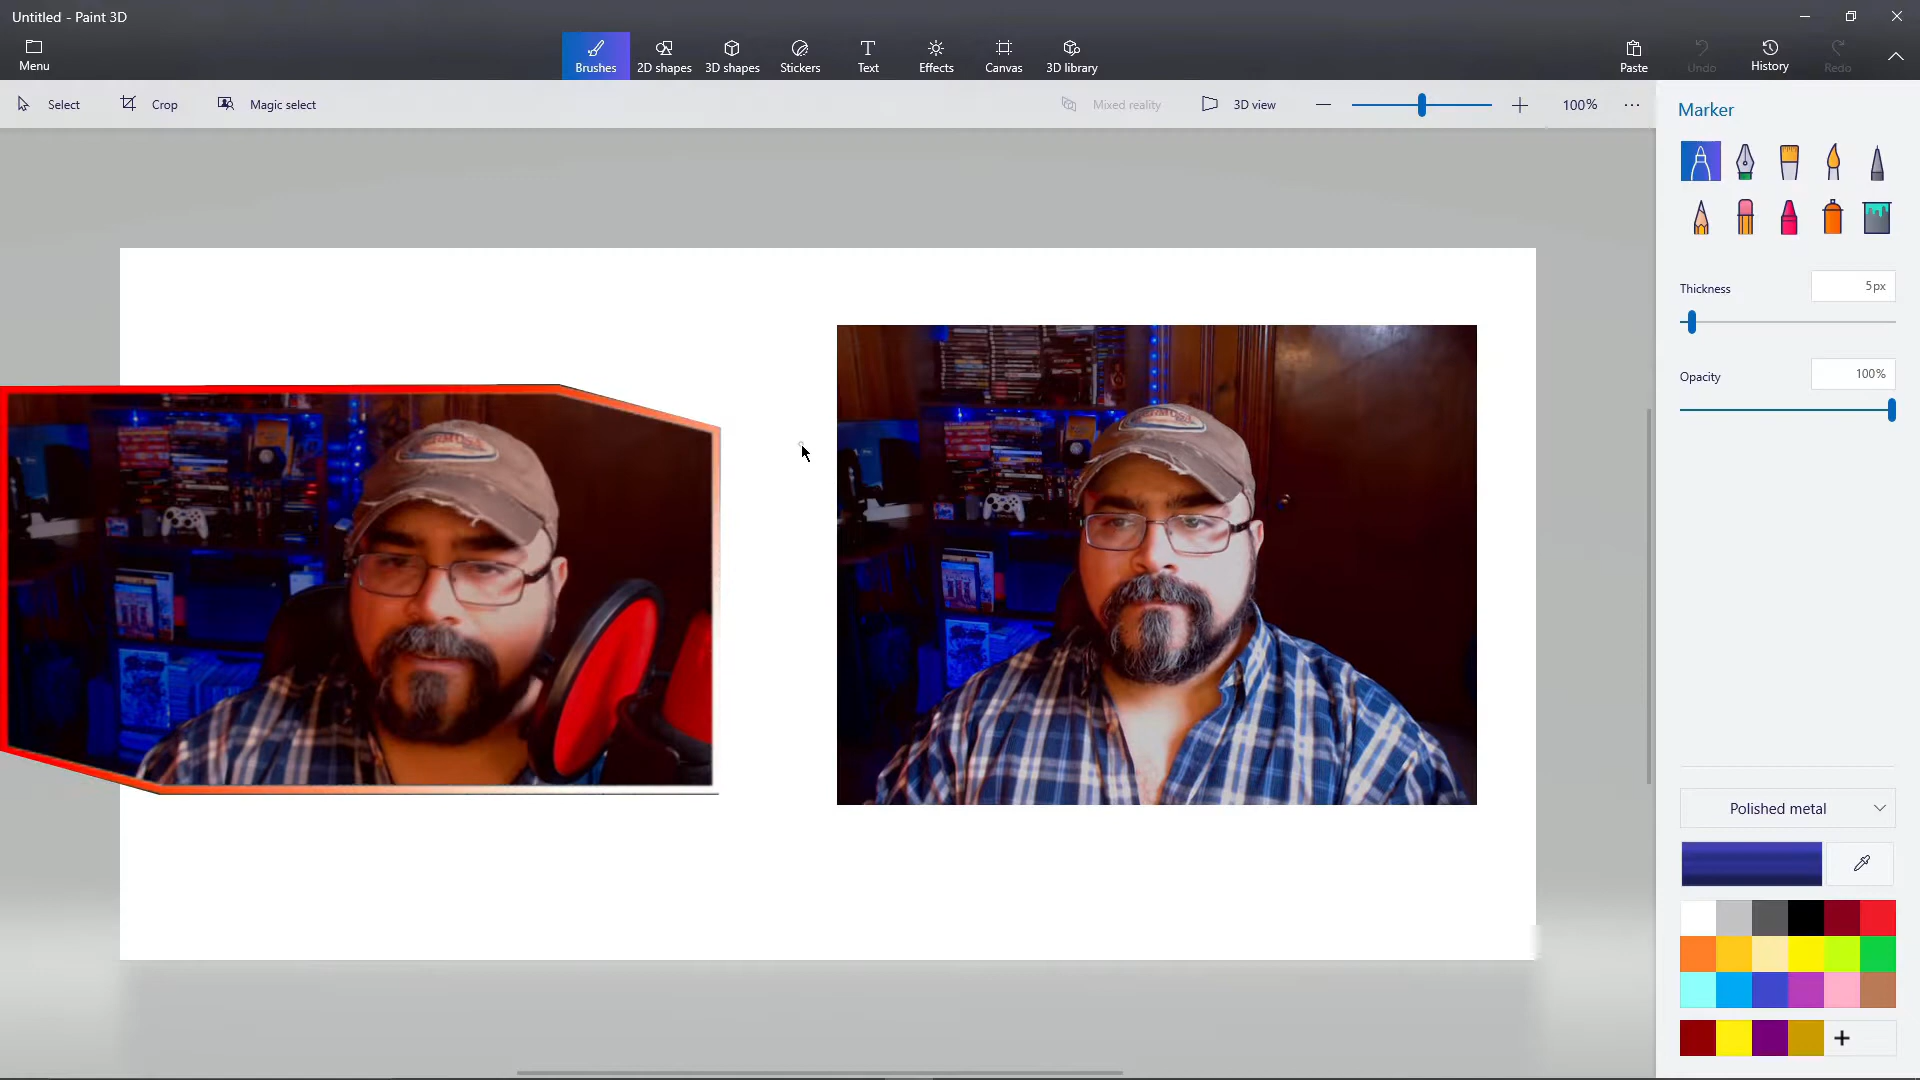 Untitled - Paint 3D
Menu
Brushes
2D shapes
3D shapes
Stickers
Text
Effects
Canvas
3D library
Paste
Undo
History
Redo
Select
Crop
Magic select
Mixed reality
3D view
100%
Marker
Thickness
5px
Opacity
100%
Polished metal